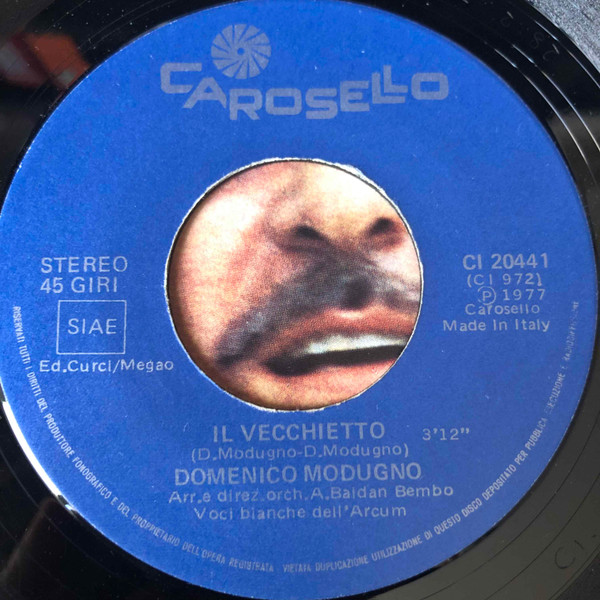 CAROSELLO
STEREO
45 GIRI
SIAE
Ed.Curci/Megao
CI 20441
(CI 972)
Ⓟ 1977
Carosello
Made in Italy
IL VECCHIETTO 3'12"
(D.Modugno-D.Modugno)
DOMENICO MODUGNO
Arr.e direz.orch.A.Baldan Bembo
Voci bianche dell'Arcum
RISERVATI TUTTI I DIRITTI DEL PRODUTTORE FONOGRAFICO E DEL PROPRIETARIO DELL'OPERA REGISTRATA VIETATA DUPLICAZIONE UTILIZZAZIONE DI QUESTO DISCO DEPOSITATO PER PUBBLICA ESECUZIONE E